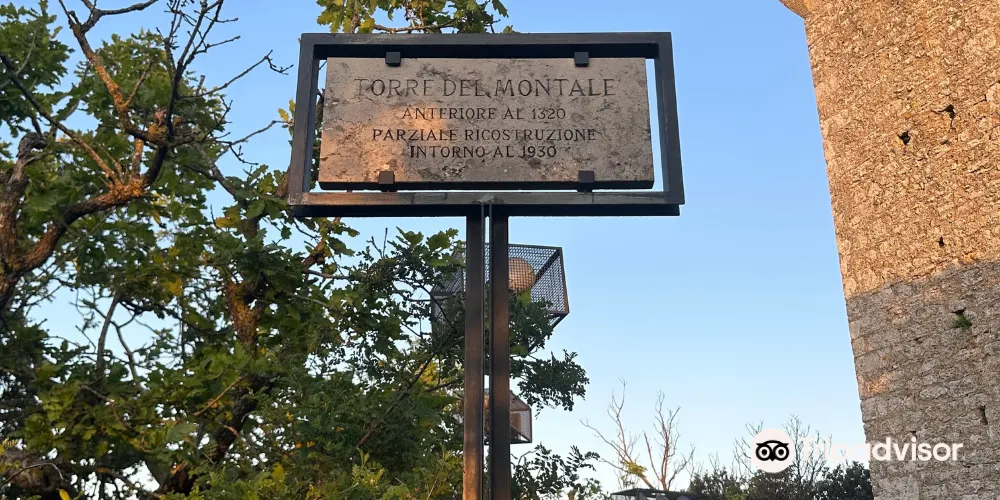 TORRE DEL MONTALE
ANTERIORE AL 1320
PARZIALE RICOSTRUZIONE
INTORNO AL 1930
tripadvisor